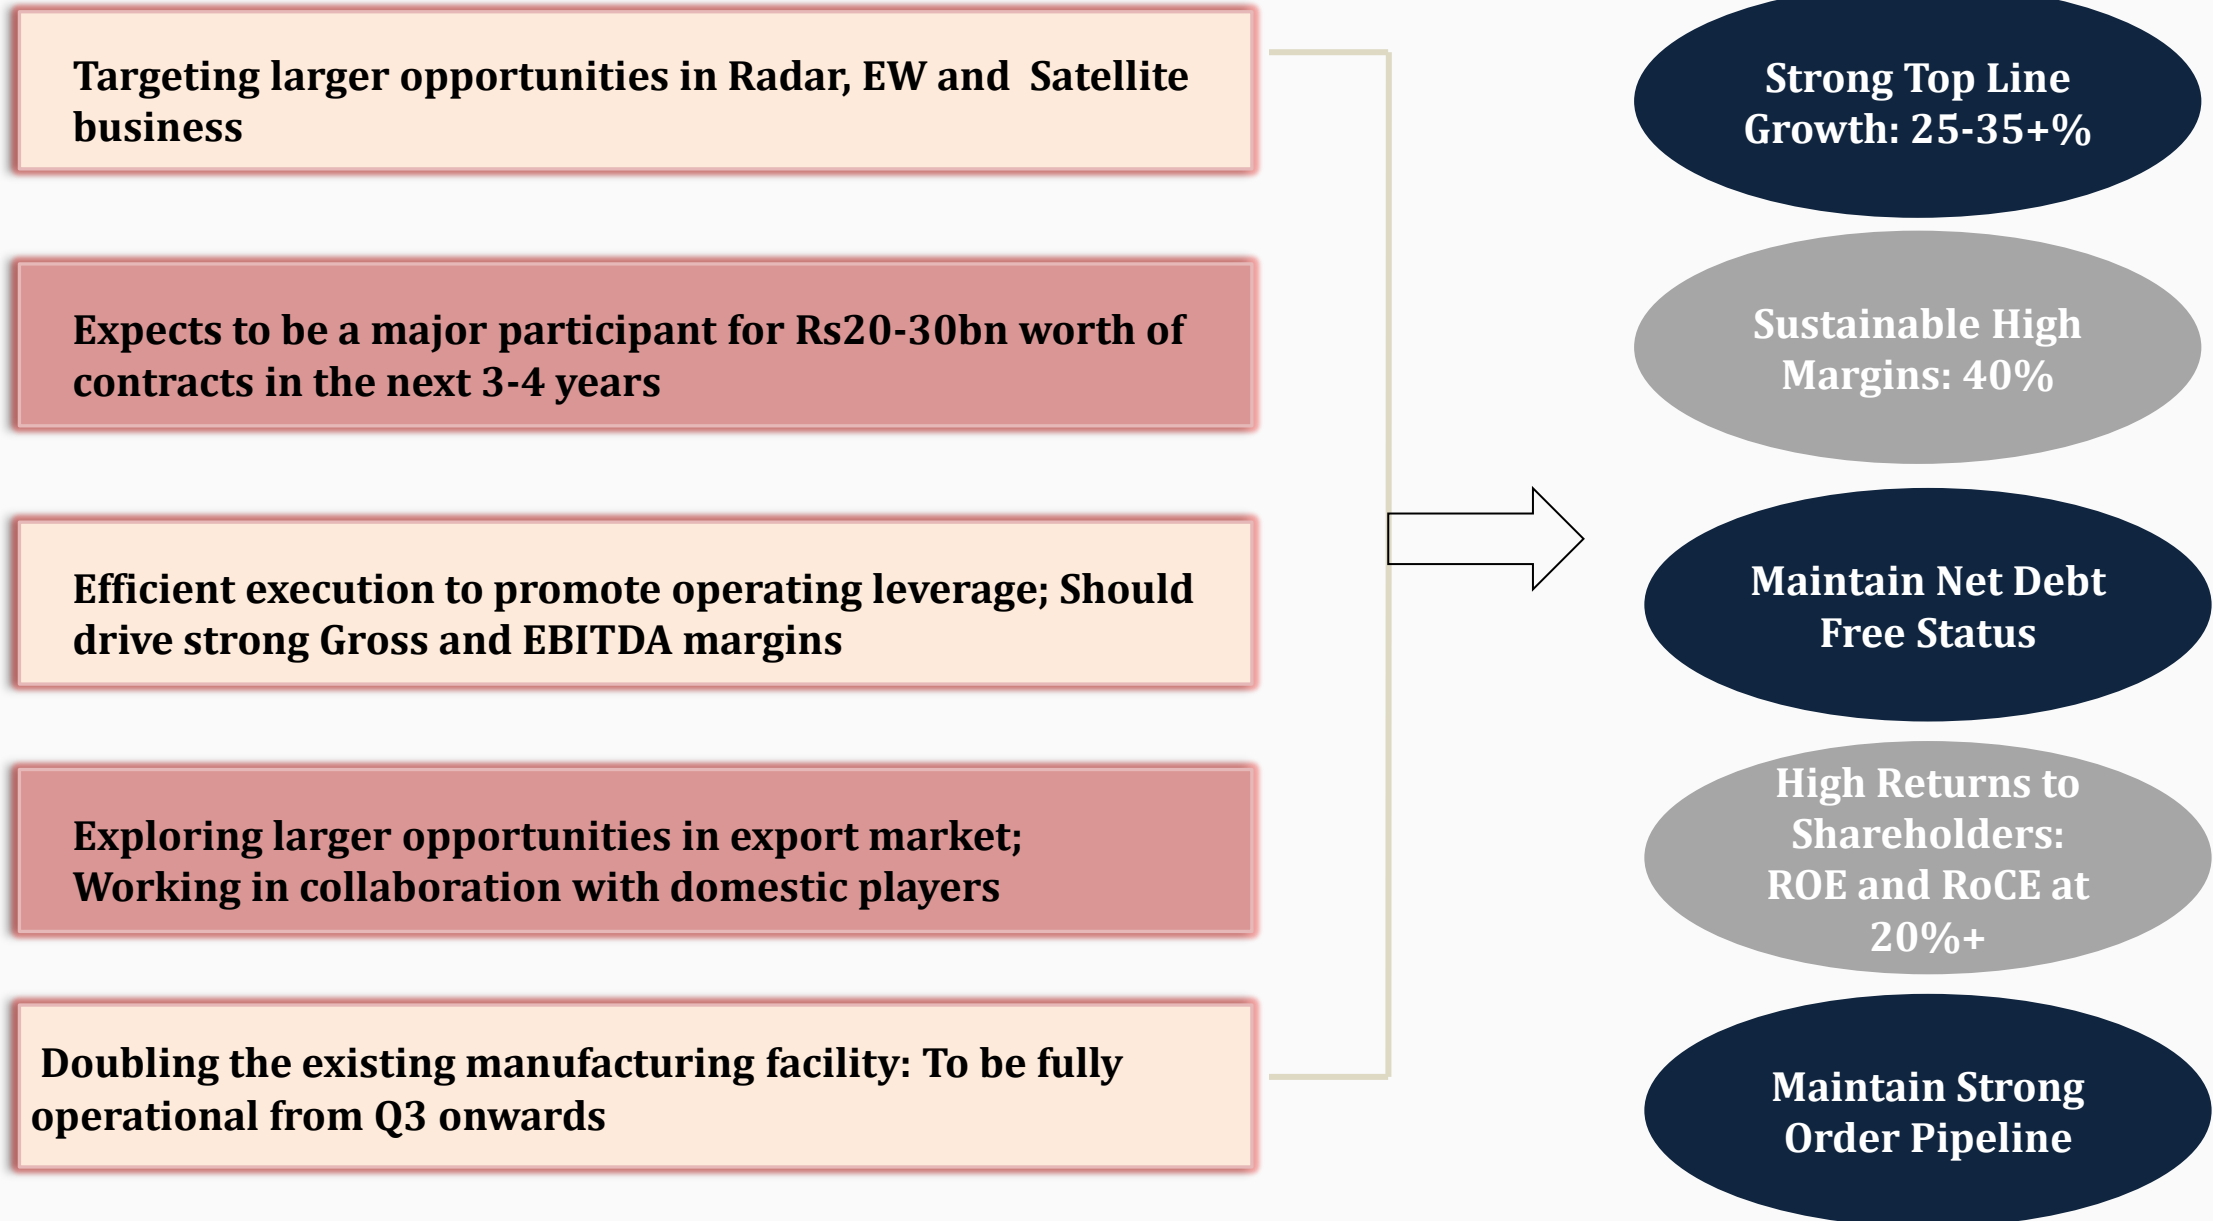 Targeting larger opportunities in Radar, EW and  Satellite
business
Expects to be a major participant for Rs20-30bn worth of
contracts in the next 3-4 years
Efficient execution to promote operating leverage; Should
drive strong Gross and EBITDA margins
Exploring larger opportunities in export market;
Working in collaboration with domestic players
Doubling the existing manufacturing facility: To be fully
operational from Q3 onwards
Strong Top Line
Growth: 25-35+%
Sustainable High
Margins: 40%
Maintain Net Debt
Free Status
High Returns to
Shareholders:
ROE and RoCE at
20%+
Maintain Strong
Order Pipeline